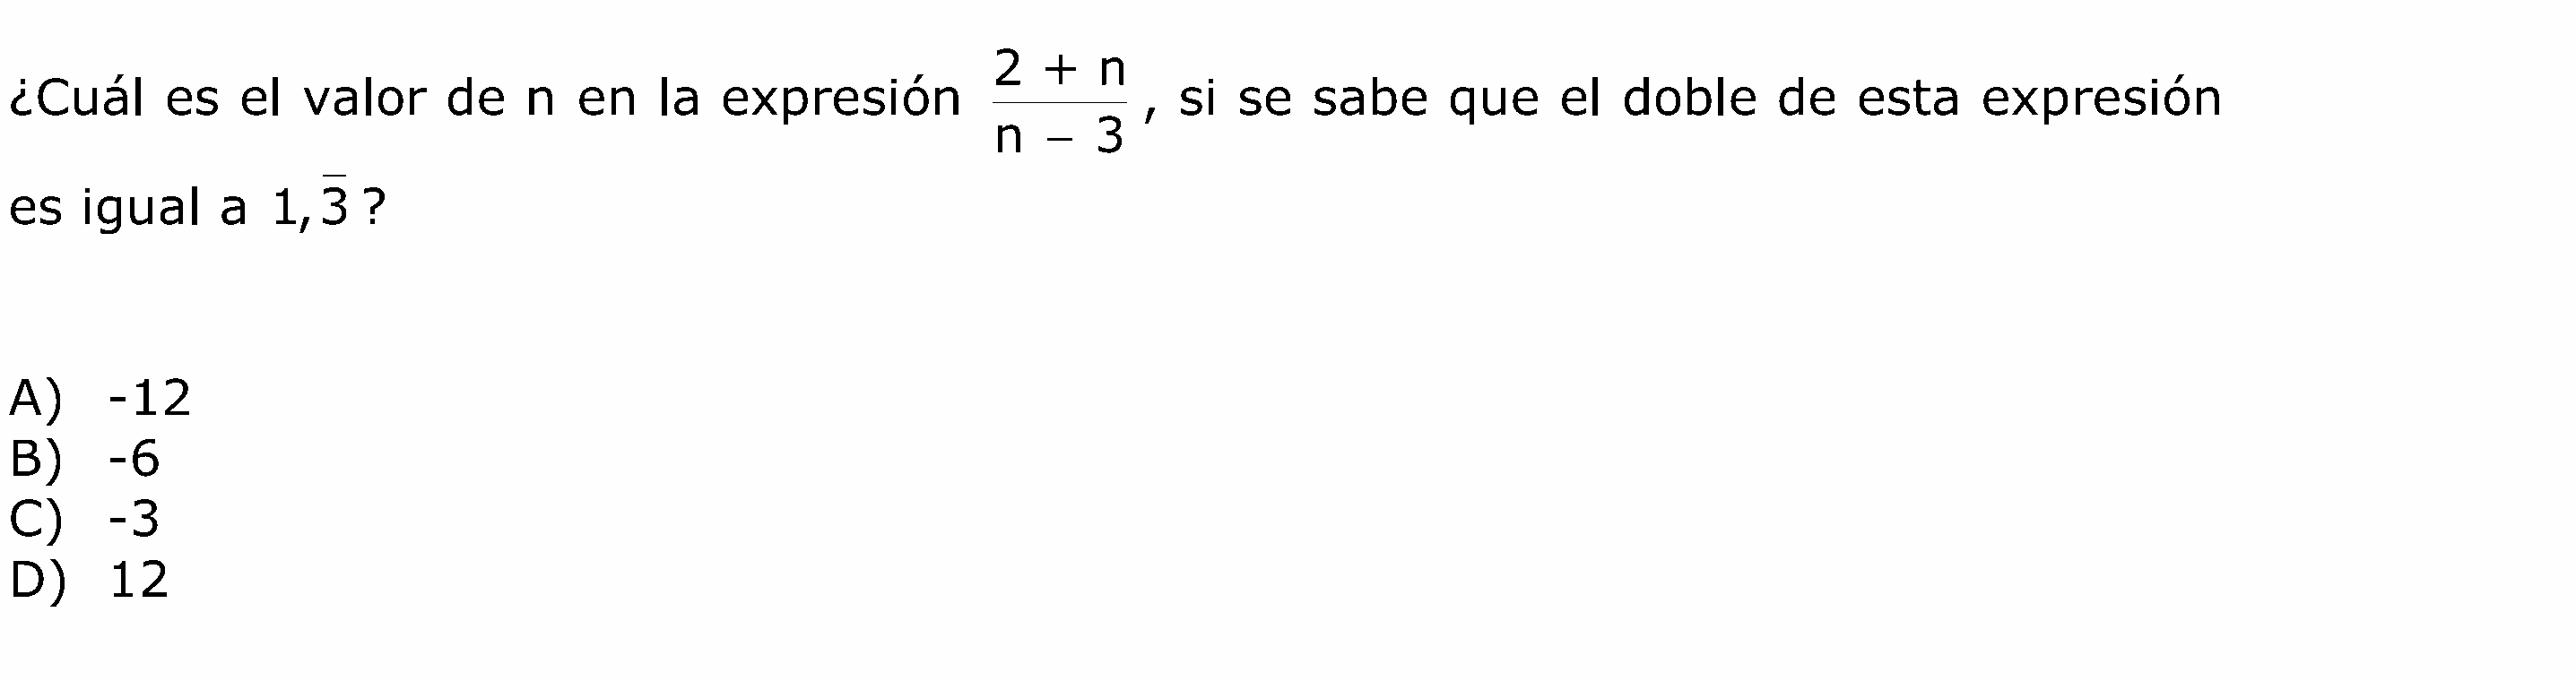 ¿Cuál es el valor de n en la expresión \frac{2 + n}{n - 3}, si se sabe que el doble de esta expresión
es igual a 1,\overline{3} ?
A) -12
B) -6
C) -3
D) 12